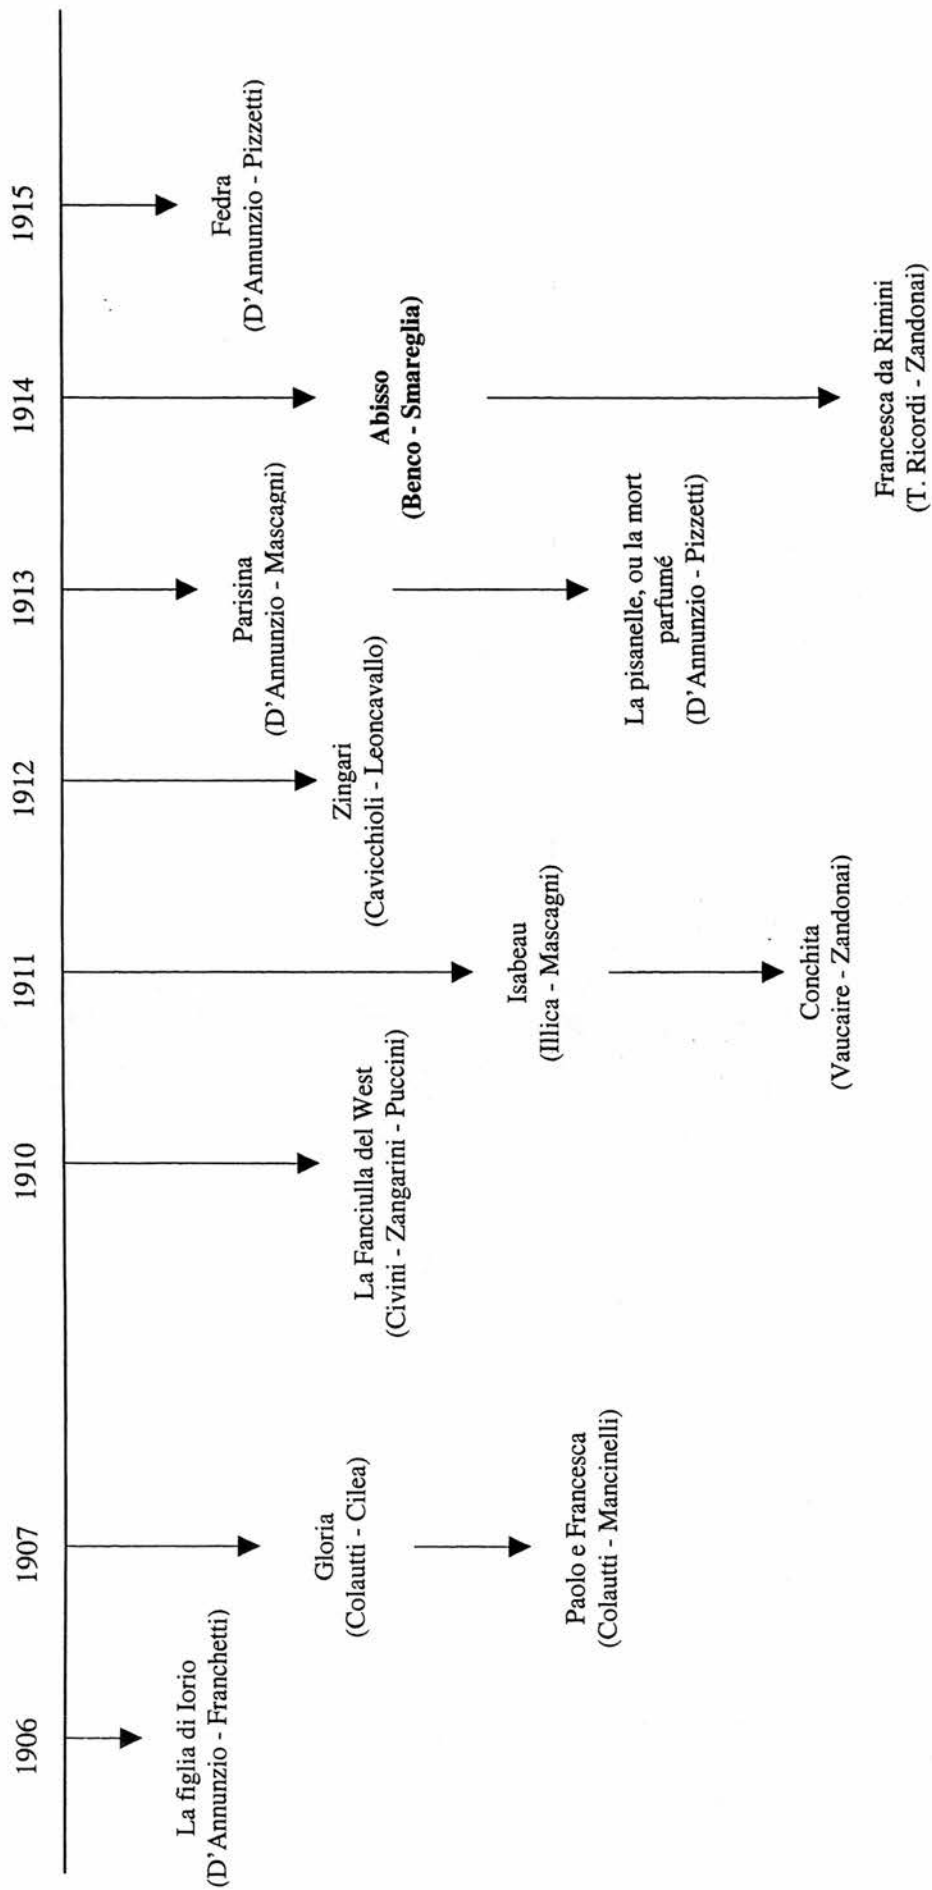 1906
1907
1910
1911
1912
1913
1914
1915
La figlia di Iorio
(D'Annunzio - Franchetti)
Gloria
(Colautti - Cilea)
Paolo e Francesca
(Colautti - Mancinelli)
La Fanciulla del West
(Civini - Zangarini - Puccini)
Isabeau
(Illica - Mascagni)
Conchita
(Vaucaire - Zandonai)
Zingari
(Cavicchioli - Leoncavallo)
Parisina
(D'Annunzio - Mascagni)
La pisanelle, ou la mort
parfumé
(D'Annunzio - Pizzetti)
Abisso
(Benco - Smareglia)
Francesca da Rimini
(T. Ricordi - Zandonai)
Fedra
(D'Annunzio - Pizzetti)